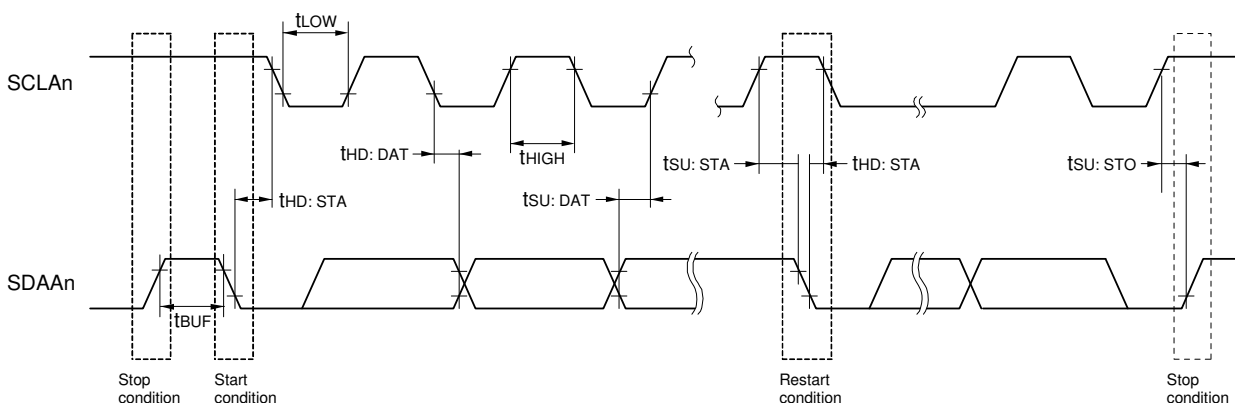 tLOW
SCLAn
tHD: DAT
tHIGH
tSU: STA
tHD: STA
tSU: STO
tHD: STA
tSU: DAT
SDAAn
tBUF
Stop
condition
Start
condition
Restart
condition
Stop
condition